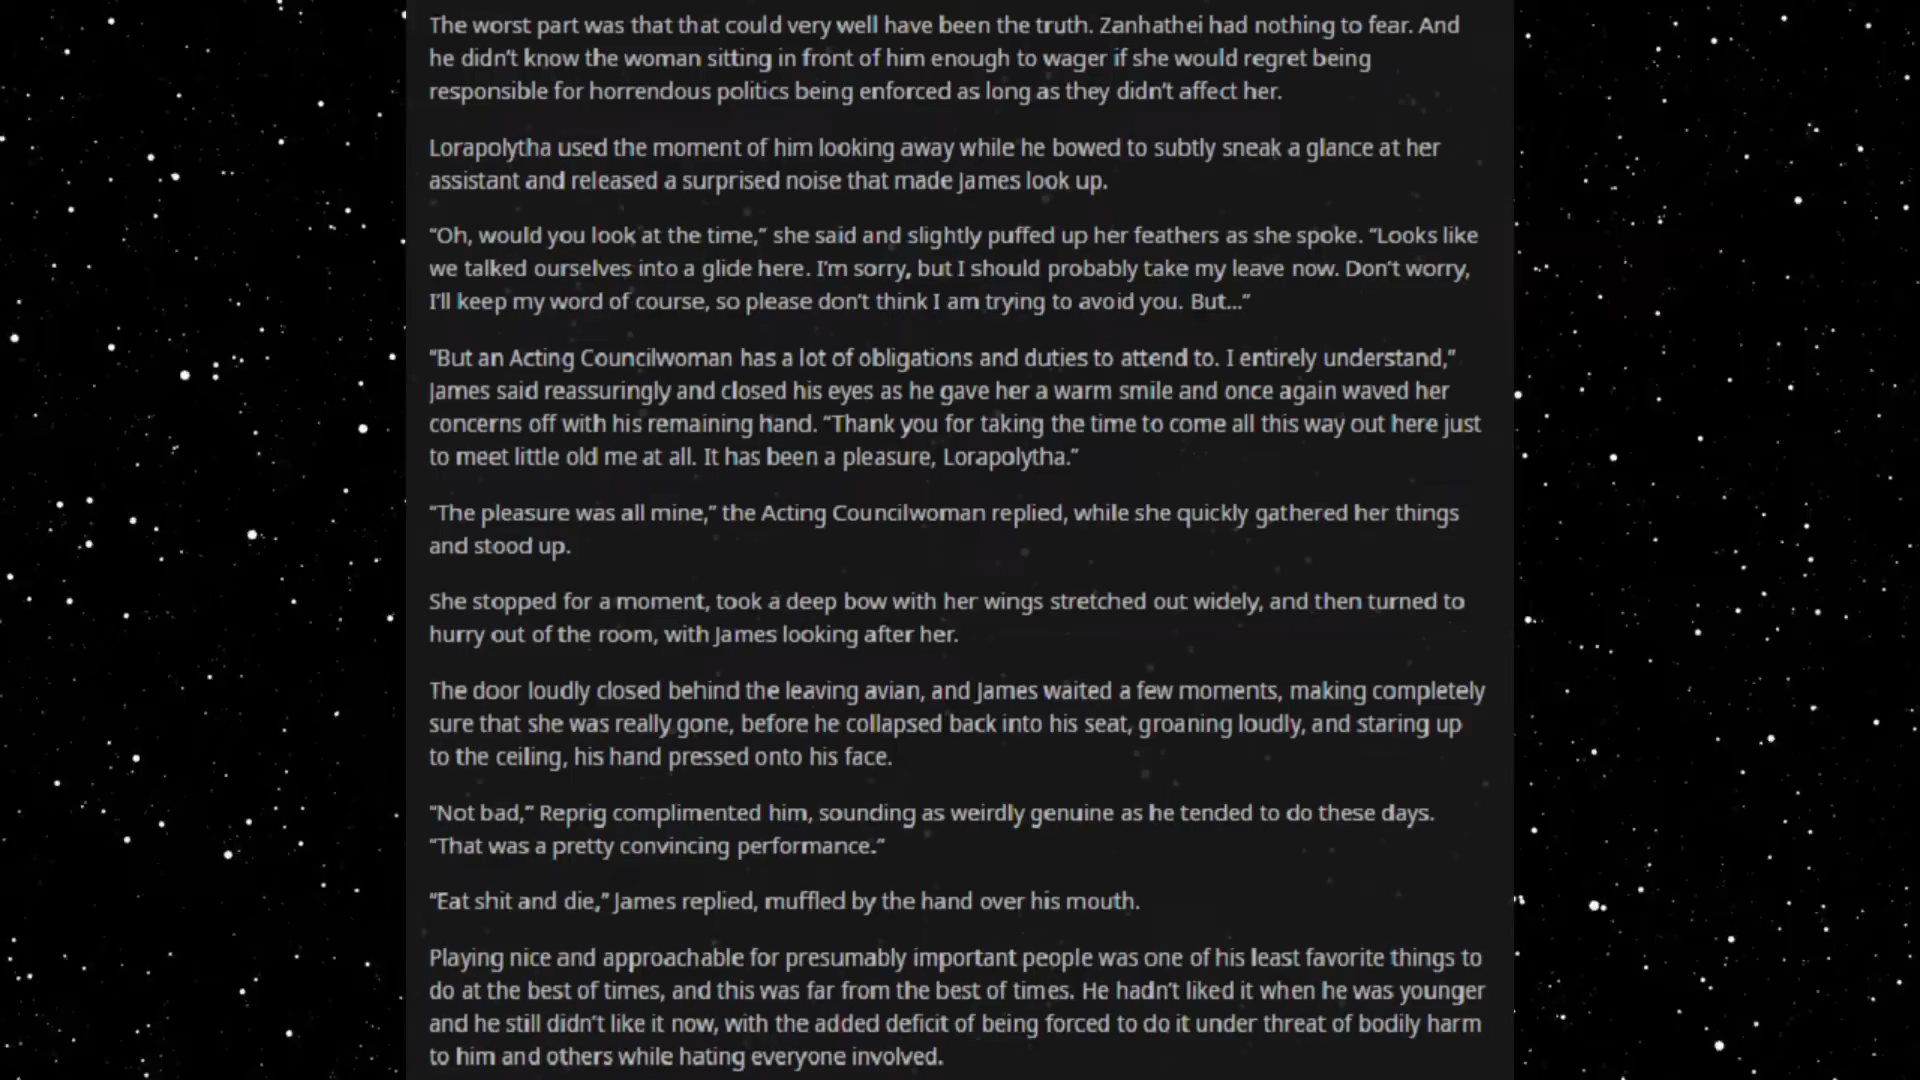 The worst part was that that could very well have been the truth. Zanhathei had nothing to fear. And
he didn’t know the woman sitting in front of him enough to wager if she would regret being
responsible for horrendous politics being enforced as long as they didn’t affect her.
Lorapolytha used the moment of him looking away while he bowed to subtly sneak a glance at her
assistant and released a surprised noise that made James look up.
“Oh, would you look at the time,” she said and slightly puffed up her feathers as she spoke. “Looks like
we talked ourselves into a glide here. I’m sorry, but I should probably take my leave now. Don’t worry,
I’ll keep my word of course, so please don’t think I am trying to avoid you. But...”
“But an Acting Councilwoman has a lot of obligations and duties to attend to. I entirely understand,”
James said reassuringly and closed his eyes as he gave her a warm smile and once again waved her
concerns off with his remaining hand. “Thank you for taking the time to come all this way out here just
to meet little old me at all. It has been a pleasure, Lorapolytha.”
“The pleasure was all mine,” the Acting Councilwoman replied, while she quickly gathered her things
and stood up.
She stopped for a moment, took a deep bow with her wings stretched out widely, and then turned to
hurry out of the room, with James looking after her.
The door loudly closed behind the leaving avian, and James waited a few moments, making completely
sure that she was really gone, before he collapsed back into his seat, groaning loudly, and staring up
to the ceiling, his hand pressed onto his face.
“Not bad,” Reprig complimented him, sounding as weirdly genuine as he tended to do these days.
“That was a pretty convincing performance.”
“Eat shit and die,” James replied, muffled by the hand over his mouth.
Playing nice and approachable for presumably important people was one of his least favorite things to
do at the best of times, and this was far from the best of times. He hadn’t liked it when he was younger
and he still didn’t like it now, with the added deficit of being forced to do it under threat of bodily harm
to him and others while hating everyone involved.